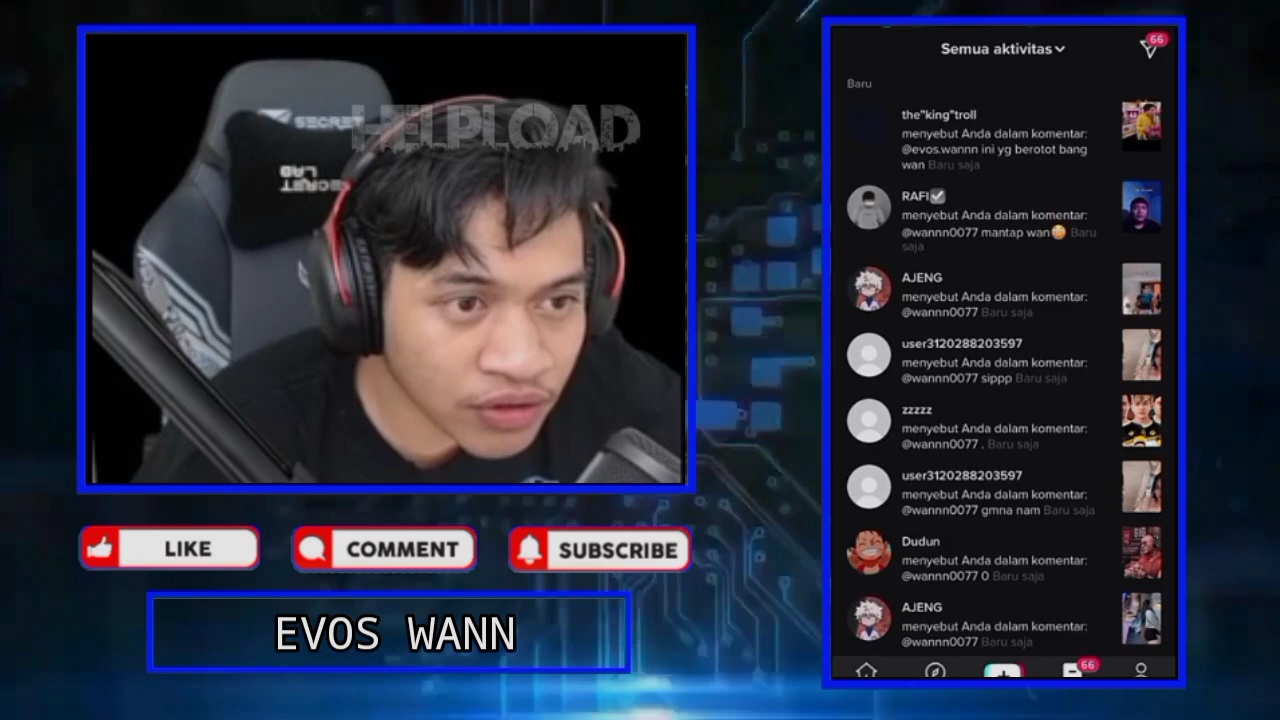 HELPLOAD
SECRET
SECRET
LAB
LIKE
COMMENT
SUBSCRIBE
EVOS WANN
Semua aktivitas
66
Baru
the"king"troll
menyebut Anda dalam komentar:
@evos.wannn ini yg berotot bang
wan Baru saja
RAFI
menyebut Anda dalam komentar:
@wannn0077 mantap wan😳 Baru
saja
AJENG
menyebut Anda dalam komentar:
@wannn0077 Baru saja
user3120288203597
menyebut Anda dalam komentar:
@wannn0077 sippp Baru saja
zzzzz
menyebut Anda dalam komentar:
@wannn0077 . Baru saja
user3120288203597
menyebut Anda dalam komentar:
@wannn0077 gmna nam Baru saja
Dudun
menyebut Anda dalam komentar:
@wannn0077 0 Baru saja
AJENG
menyebut Anda dalam komentar:
@wannn0077 Baru saja
66